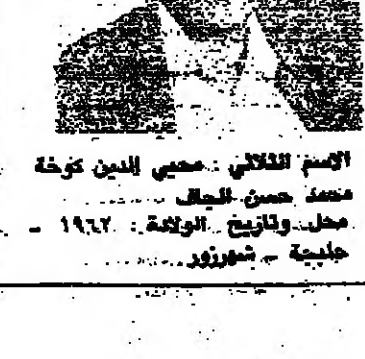 الاسم الثلاثي : محيي الدين كوخة
محمد حسن الجاف
محل وتاريخ الولادة : ١٩٦٢ -
حلبجة - شهرزور